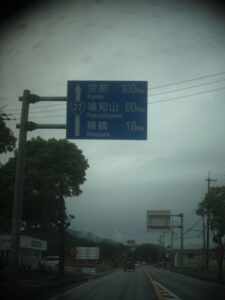 京都 100km
Kyoto
27
福知山 60km
Fukuchiyama
舞鶴 18km
Maizuru